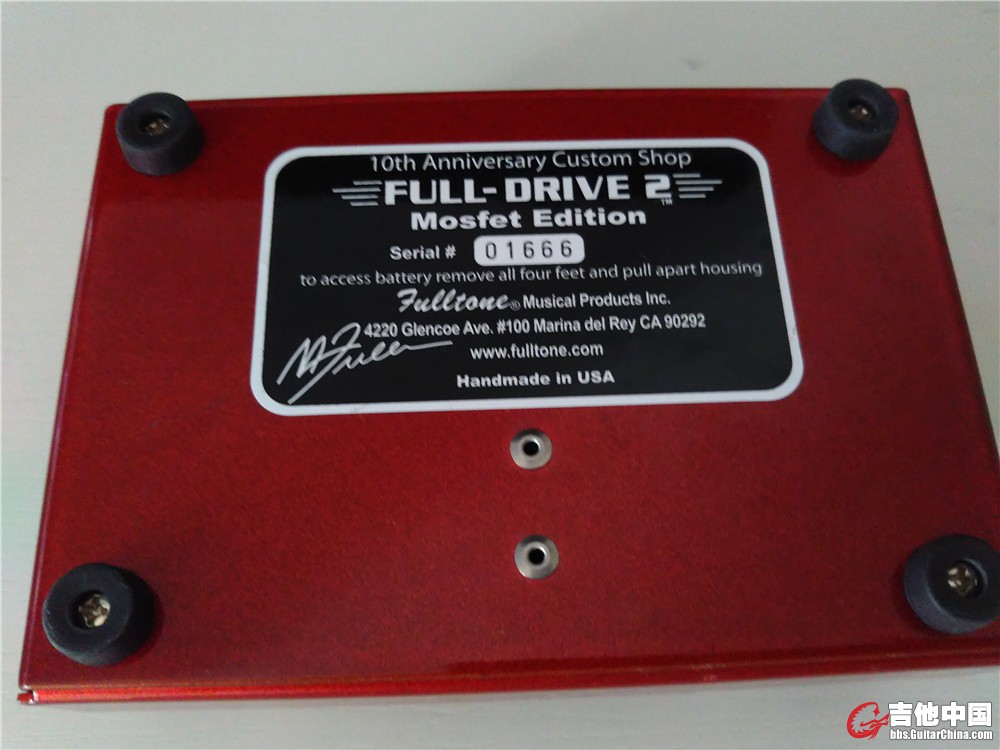 10th Anniversary Custom Shop
FULL-DRIVE 2™
Mosfet Edition
Serial # 01666
to access battery remove all four feet and pull apart housing
Fulltone® Musical Products Inc.
4220 Glencoe Ave. #100 Marina del Rey CA 90292
M Fuller
www.fulltone.com
Handmade in USA
吉他中国
bbs.GuitarChina.com